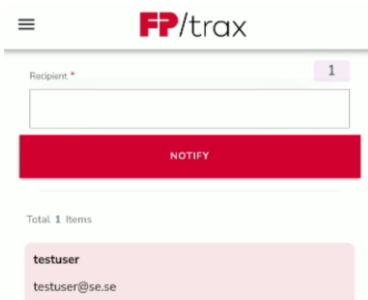 FP/trax
Recipient *
1
NOTIFY
Total 1 Items
testuser
testuser@se.se